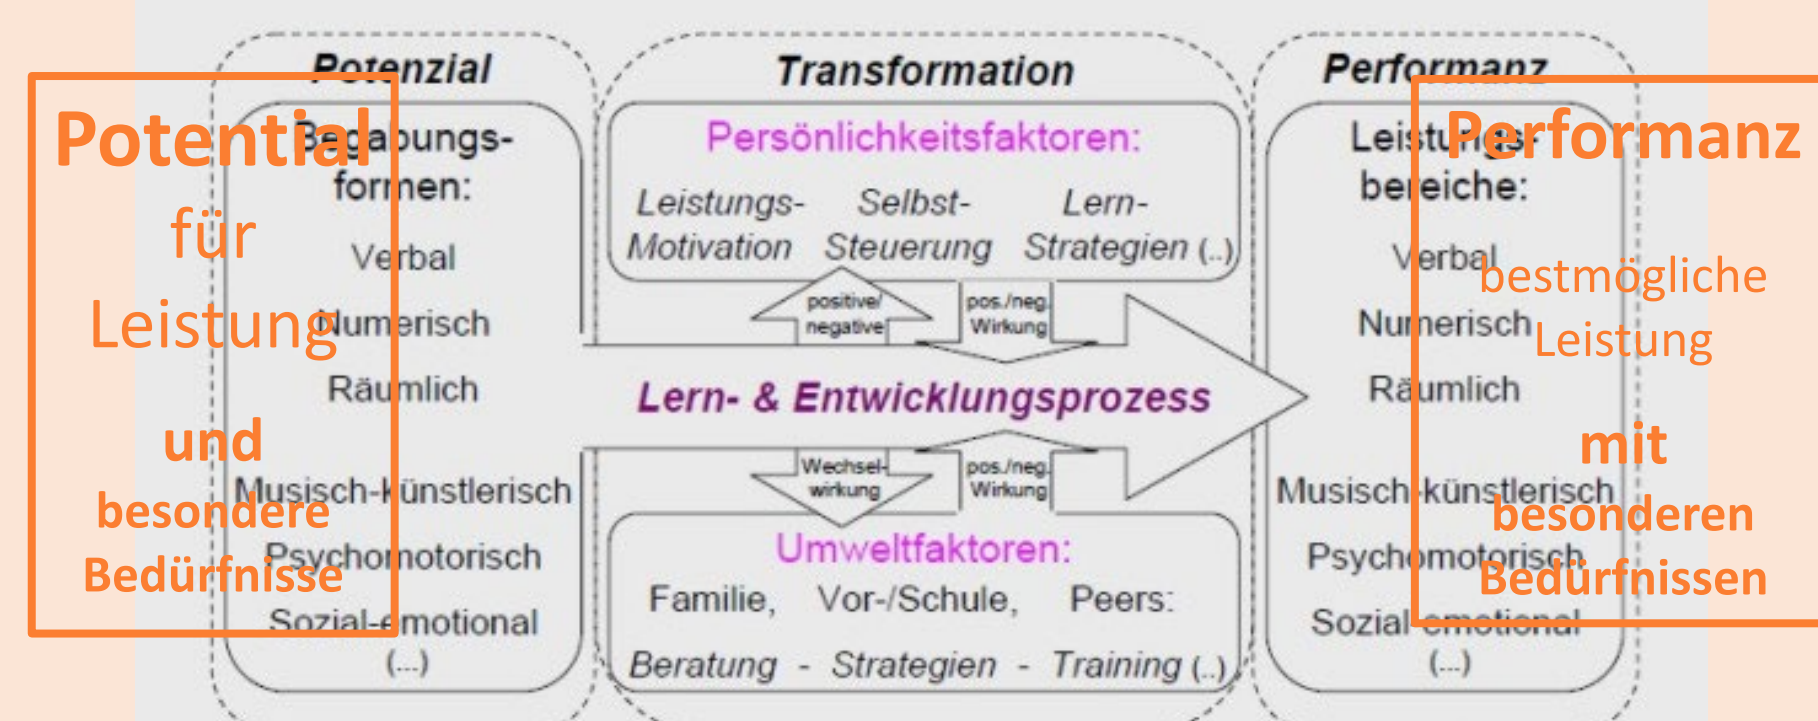 Potenzial
Begabungs-
formen:
Verbal
Numerisch
Räumlich
Musisch-künstlerisch
Psychomotorisch
Sozial-emotional
(...)
Potential
für
Leistung
und
besondere
Bedürfnisse
Transformation
Persönlichkeitsfaktoren:
Leistungs- Selbst- Lern-
Motivation Steuerung Strategien (..)
positive/
negative
pos./neg.
Wirkung
Lern- & Entwicklungsprozess
Wechsel-
wirkung
pos./neg.
Wirkung
Umweltfaktoren:
Familie, Vor-/Schule, Peers:
Beratung - Strategien - Training (..)
Performanz
Leistungs-
bereiche:
Verbal
Numerisch
Räumlich
Musisch-künstlerisch
Psychomotorisch
Sozial-emotional
(...)
Performanz
bestmögliche
Leistung
mit
besonderen
Bedürfnissen